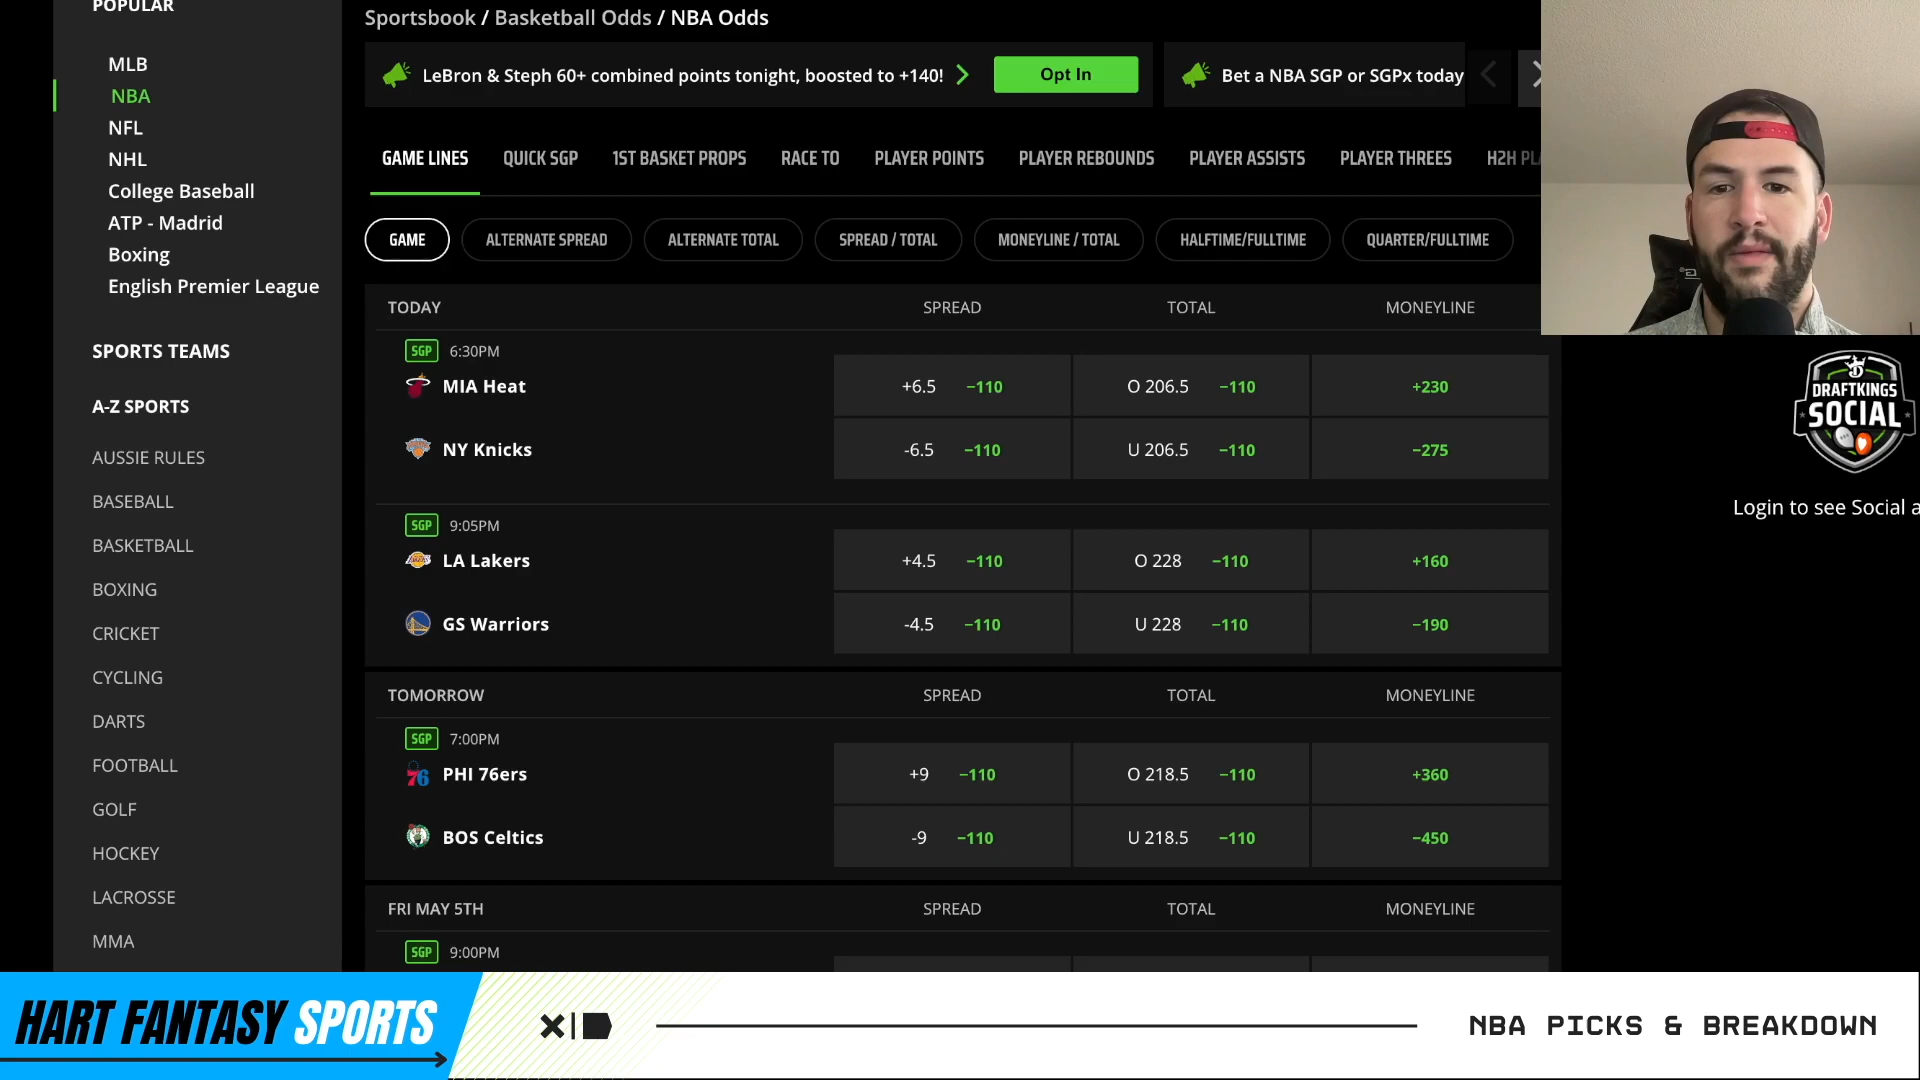 POPULAR
MLB
NBA
NFL
NHL
College Baseball
ATP - Madrid
Boxing
English Premier League
SPORTS TEAMS
A-Z SPORTS
AUSSIE RULES
BASEBALL
BASKETBALL
BOXING
CRICKET
CYCLING
DARTS
FOOTBALL
GOLF
HOCKEY
LACROSSE
MMA
Sportsbook / Basketball Odds / NBA Odds
LeBron & Steph 60+ combined points tonight, boosted to +140!
Opt In
Bet a NBA SGP or SGPx today
GAME LINES QUICK SGP 1ST BASKET PROPS RACE TO PLAYER POINTS PLAYER REBOUNDS PLAYER ASSISTS PLAYER THREES H2H PL
GAME ALTERNATE SPREAD ALTERNATE TOTAL SPREAD / TOTAL MONEYLINE / TOTAL HALFTIME/FULLTIME QUARTER/FULLTIME
TODAY SPREAD TOTAL MONEYLINE
SGP 6:30PM
MIA Heat +6.5 −110 O 206.5 −110 +230
NY Knicks -6.5 −110 U 206.5 −110 −275
SGP 9:05PM
LA Lakers +4.5 −110 O 228 −110 +160
GS Warriors -4.5 −110 U 228 −110 −190
TOMORROW SPREAD TOTAL MONEYLINE
SGP 7:00PM
76 PHI 76ers +9 −110 O 218.5 −110 +360
BOS Celtics -9 −110 U 218.5 −110 −450
FRI MAY 5TH SPREAD TOTAL MONEYLINE
SGP 9:00PM
DRAFTKINGS
SOCIAL
Login to see Social a
HART FANTASY SPORTS
NBA PICKS & BREAKDOWN